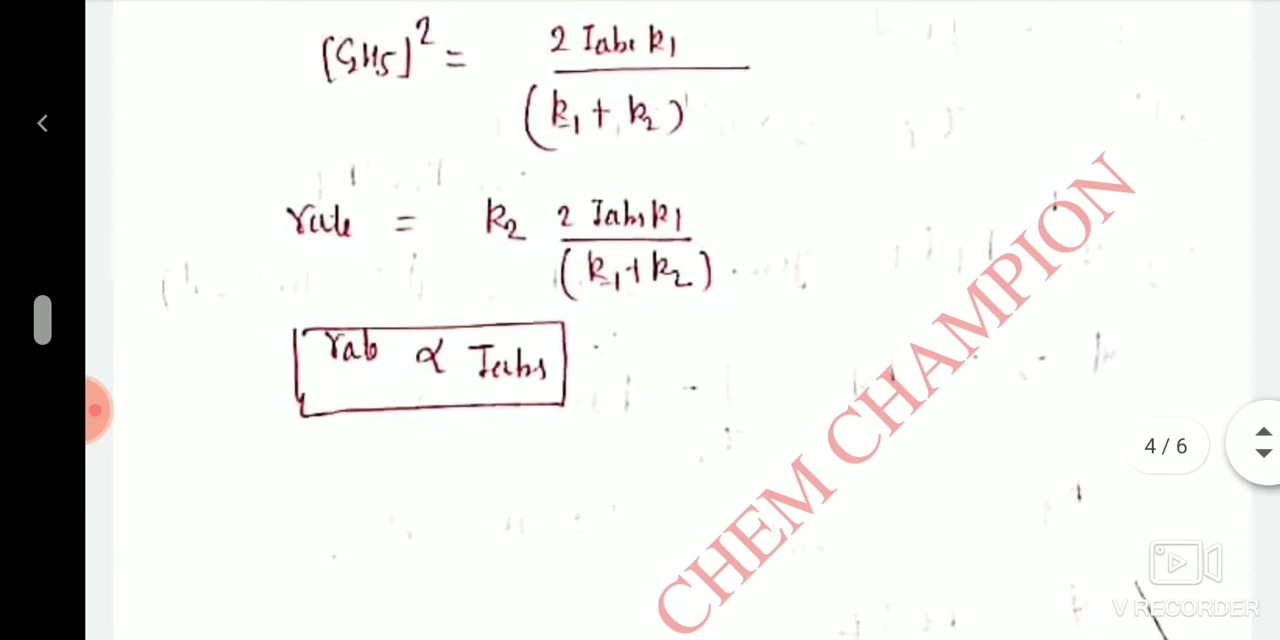 [C2H5]² = 2 Iabs k1
(k1 + k2)
rate = k2 2 Iabs k1
(k1 + k2)
rate ∝ Iabs
4 / 6
CHEM CHAMPION
V RECORDER